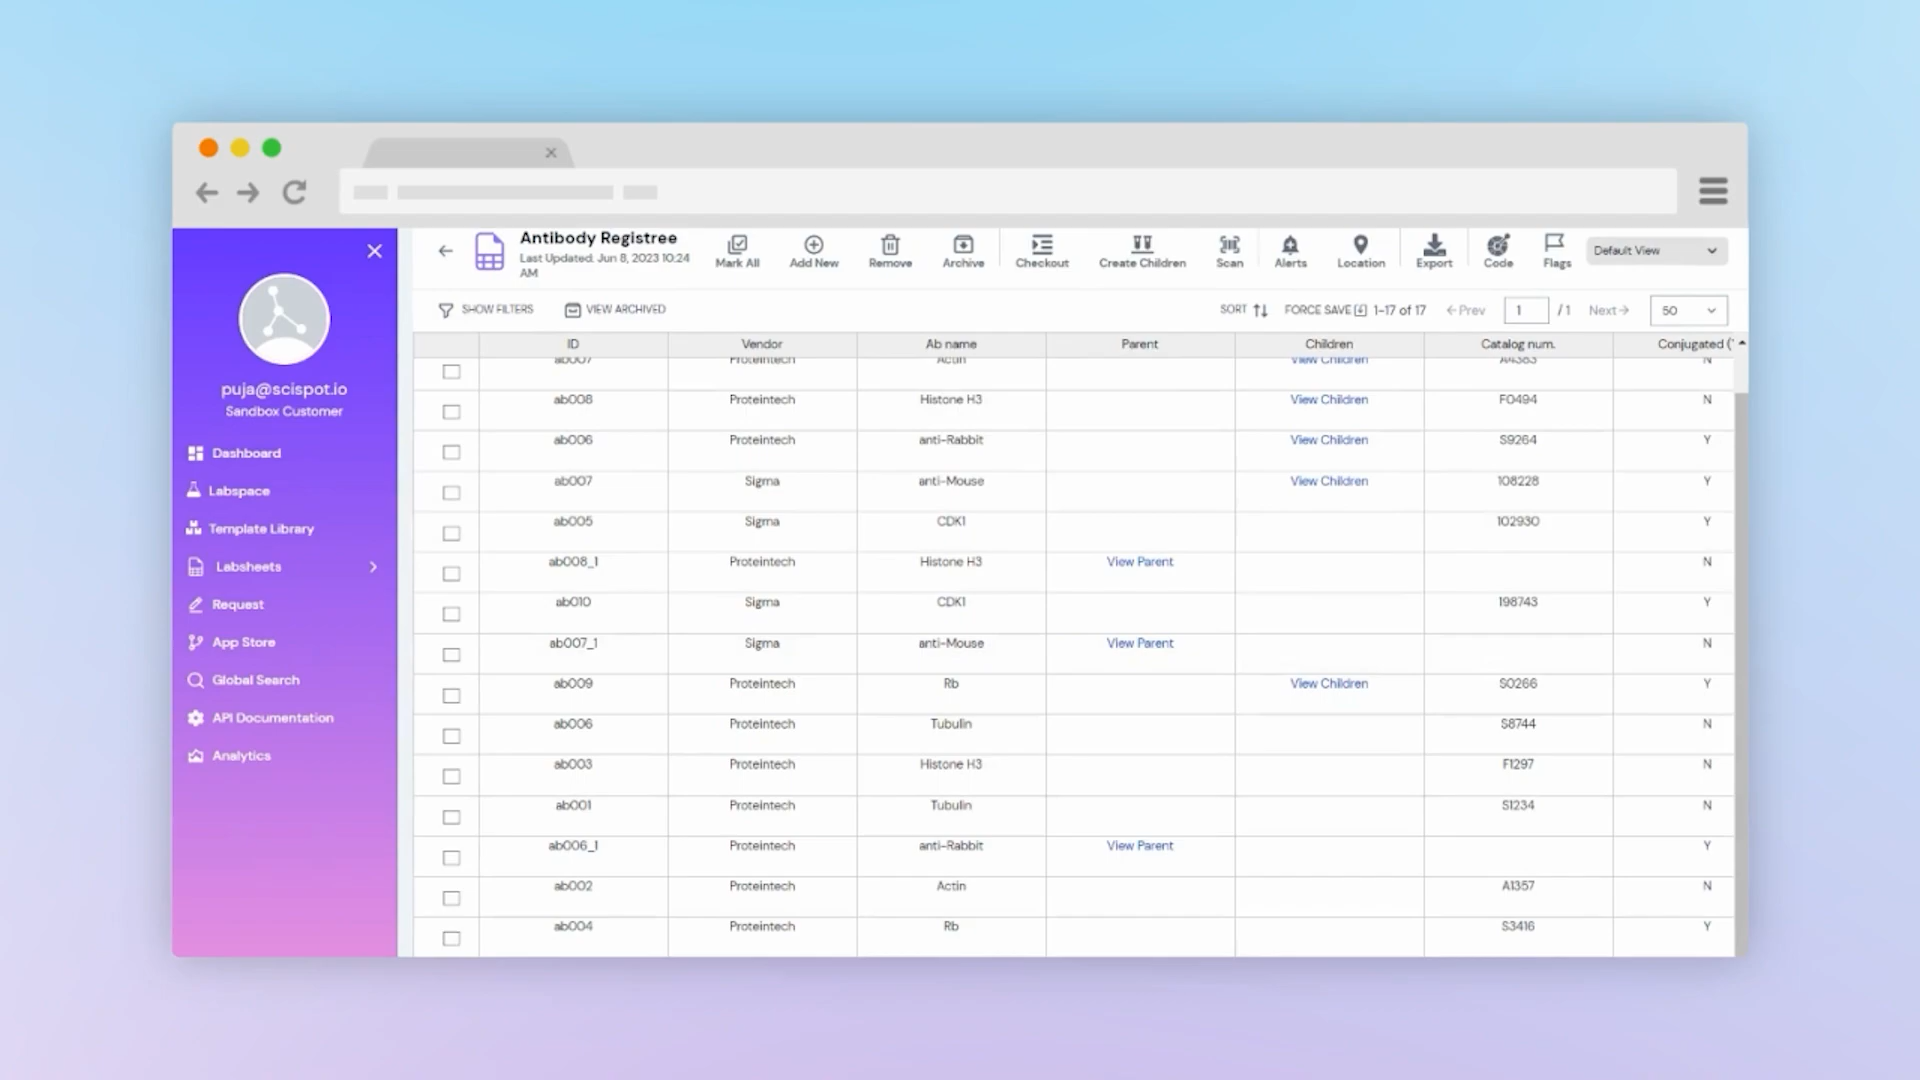 Antibody Registree
Last Updated. Jun 8, 2023 10:24
AM
Mark All
Add New
Remove
Archive
Checkout
Create Children
Scan
Alerts
Location
Export
Code
Flags
Default View
puja@scispot.io
Sandbox Customer
Dashboard
Labspace
Template Library
Labsheets
Request
App Store
Global Search
API Documentation
Analytics
SHOW FILTERS VIEW ARCHIVED SORT FORCE SAVE 1-17 of 17 Prev 1 / 1 Next 50
ID Vendor Ab name Parent Children Catalog num. Conjugated (
ab007 Proteintech Actin View Children N
ab008 Proteintech Histone H3 View Children F0494 N
ab006 Proteintech anti-Rabbit View Children S9264 Y
ab007 Sigma anti-Mouse View Children 108228 Y
ab005 Sigma CDK1 102930 Y
ab008_1 Proteintech Histone H3 View Parent N
ab010 Sigma CDK1 198743 Y
ab007_1 Sigma anti-Mouse View Parent N
ab009 Proteintech Rb View Children S0266 Y
ab006 Proteintech Tubulin S8744 N
ab003 Proteintech Histone H3 F1297 N
ab001 Proteintech Tubulin S1234 N
ab006_1 Proteintech anti-Rabbit View Parent Y
ab002 Proteintech Actin A1357 N
ab004 Proteintech Rb S3416 Y